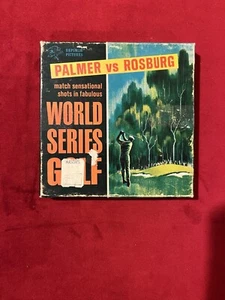 PALMER vs ROSBURG
match sensational
shots in fabulous
WORLD
SERIES
GOLF